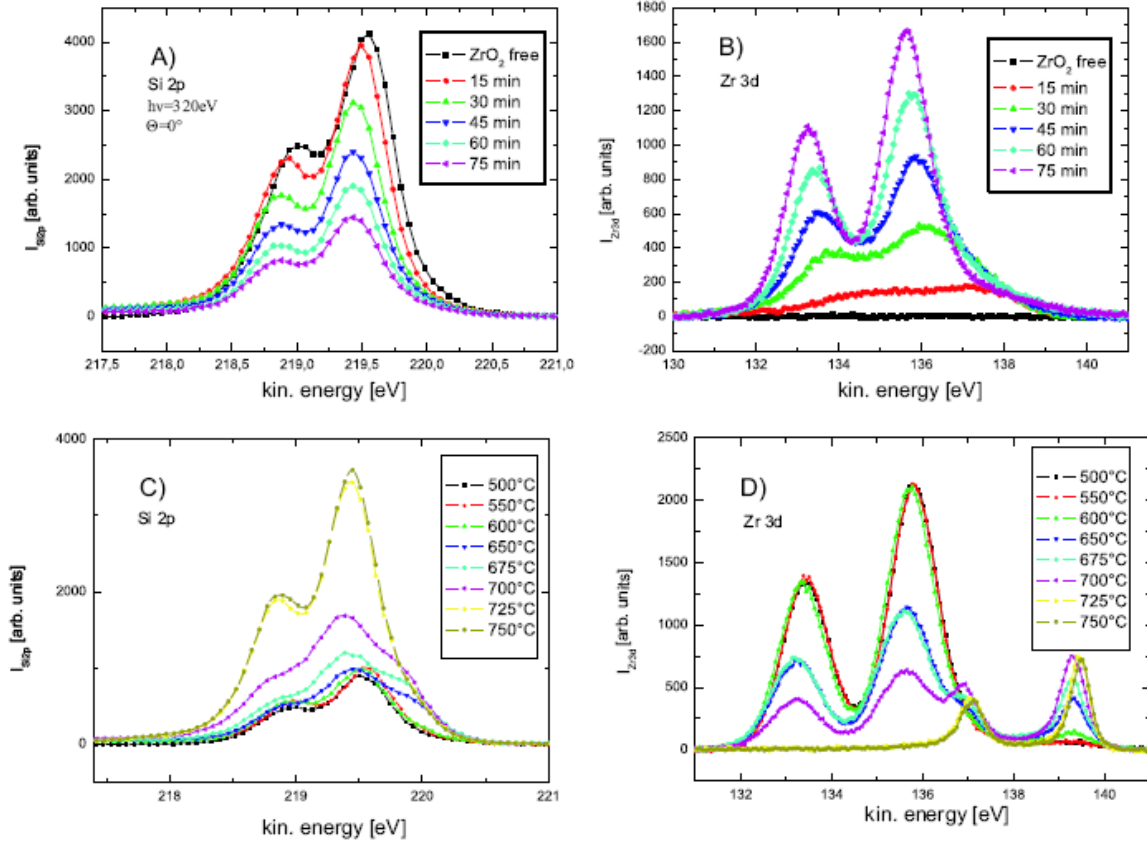 A)
Si 2p
hν=320eV
Θ=0°
ZrO2 free
15 min
30 min
45 min
60 min
75 min
4000
3000
2000
1000
0
I Si2p [arb. units]
217,5 218,0 218,5 219,0 219,5 220,0 220,5 221,0
kin. energy [eV]
B)
Zr 3d
ZrO2 free
15 min
30 min
45 min
60 min
75 min
1800
1600
1400
1200
1000
800
600
400
200
0
-200
I Zr3d [arb. units]
130 132 134 136 138 140
kin. energy [eV]
C)
Si 2p
500°C
550°C
600°C
650°C
675°C
700°C
725°C
750°C
4000
2000
0
I Si2p [arb. units]
218 219 220 221
kin. energy [eV]
D)
Zr 3d
500°C
550°C
600°C
650°C
675°C
700°C
725°C
750°C
2500
2000
1500
1000
500
0
I Zr3d [arb. units]
132 134 136 138 140
kin. energy [eV]